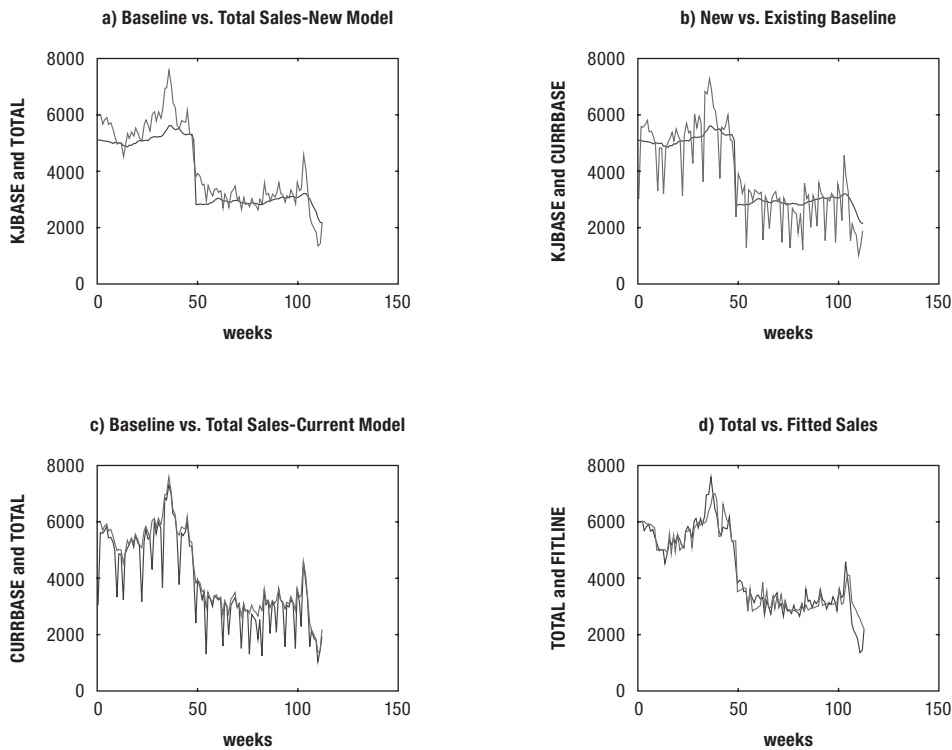 a) Baseline vs. Total Sales-New Model
KJBASE and TOTAL
8000
6000
4000
2000
0
0 50 100 150
weeks
b) New vs. Existing Baseline
KJBASE and CURRBASE
8000
6000
4000
2000
0
0 50 100 150
weeks
c) Baseline vs. Total Sales-Current Model
CURRBASE and TOTAL
8000
6000
4000
2000
0
0 50 100 150
weeks
d) Total vs. Fitted Sales
TOTAL and FITLINE
8000
6000
4000
2000
0
0 50 100 150
weeks